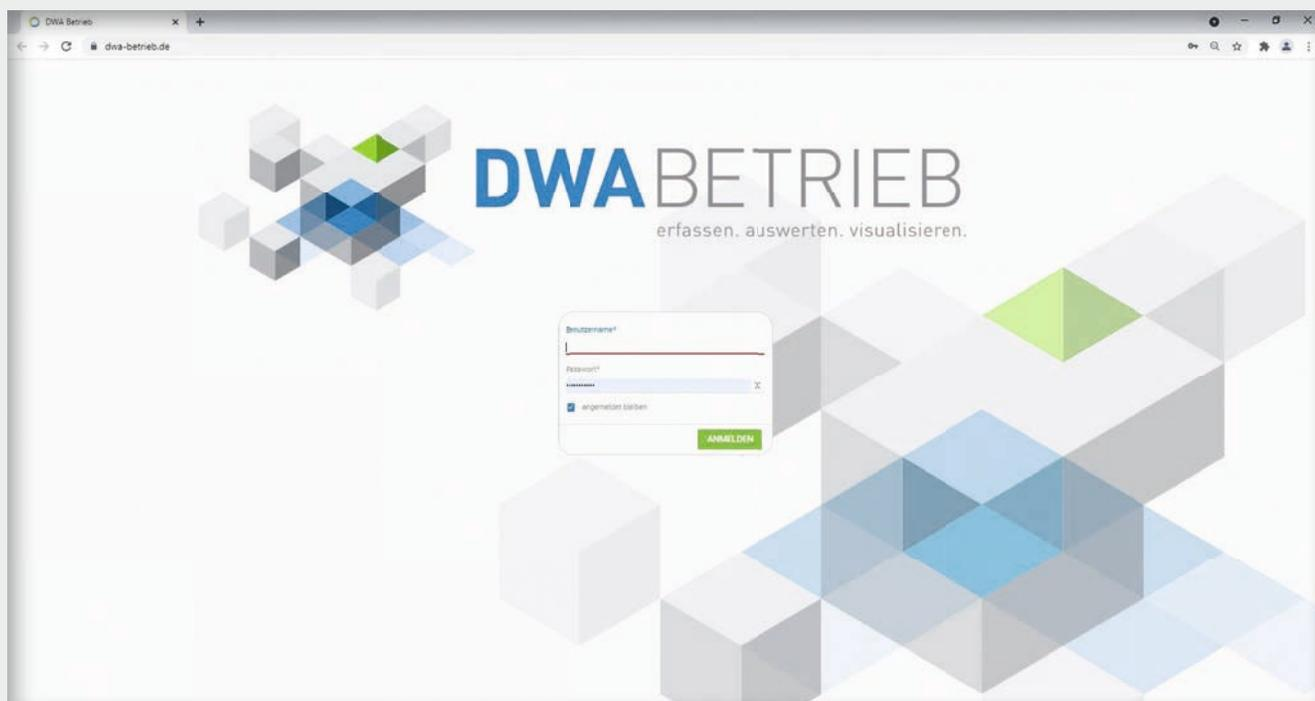 DWA Betrieb
dwa-betrieb.de
DWABETRIEB
erfassen. auswerten. visualisieren.
Benutzername*
Passwort*
angemeldet bleiben
ANMELDEN